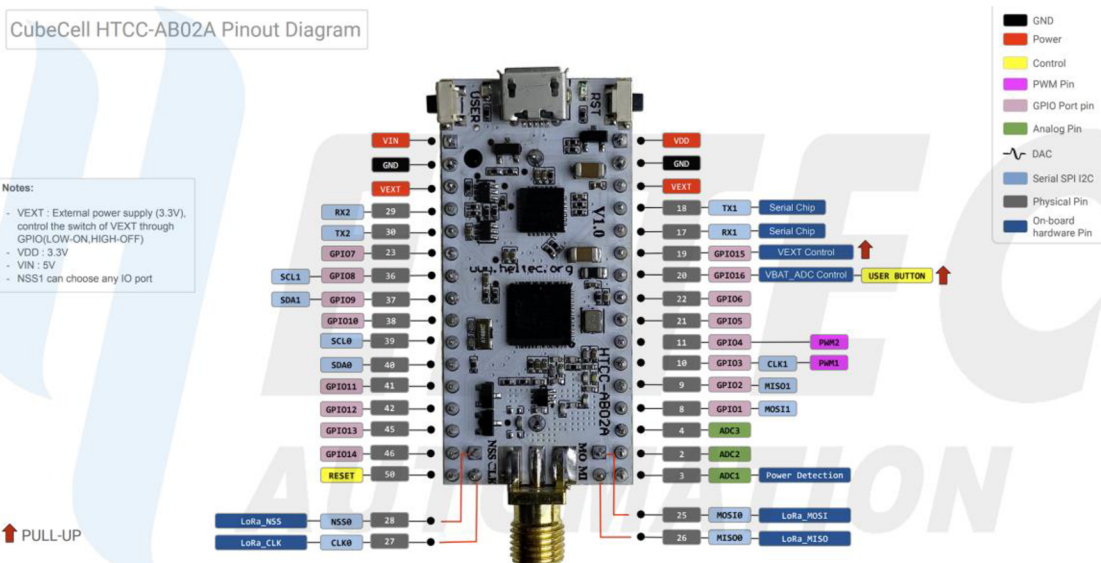 CubeCell HTCC-AB02A Pinout Diagram
GND
Power
Control
PWM Pin
GPIO Port pin
Analog Pin
DAC
Serial SPI I2C
Physical Pin
On-board
hardware Pin
Notes:
- VEXT : External power supply (3.3V),
control the switch of VEXT through
GPIO(LOW-ON,HIGH-OFF)
- VDD : 3.3V
- VIN : 5V
- NSS1 can choose any IO port
PULL-UP
VIN
GND
VEXT
RX2 29
TX2 30
GPIO7 23
SCL1 GPIO8 36
SDA1 GPIO9 37
GPIO10 38
SCL0 39
SDA0 40
GPIO11 41
GPIO12 42
GPIO13 45
GPIO14 46
RESET 50
LoRa_NSS NSS0 28
LoRa_CLK CLK0 27
USER
RST
V1.0
www.heltec.org
HTCC-AB02A
NSS CLK
MO MI
VDD
GND
VEXT
18 TX1 Serial Chip
17 RX1 Serial Chip
19 GPIO15 VEXT Control
20 GPIO16 VBAT_ADC Control USER BUTTON
22 GPIO6
21 GPIO5
11 GPIO4 PWM2
10 GPIO3 CLK1 PWM1
9 GPIO2 MISO1
8 GPIO1 MOSI1
4 ADC3
2 ADC2
3 ADC1 Power Detection
25 MOSI0 LoRa_MOSI
26 MISO0 LoRa_MISO
AUTOMATION